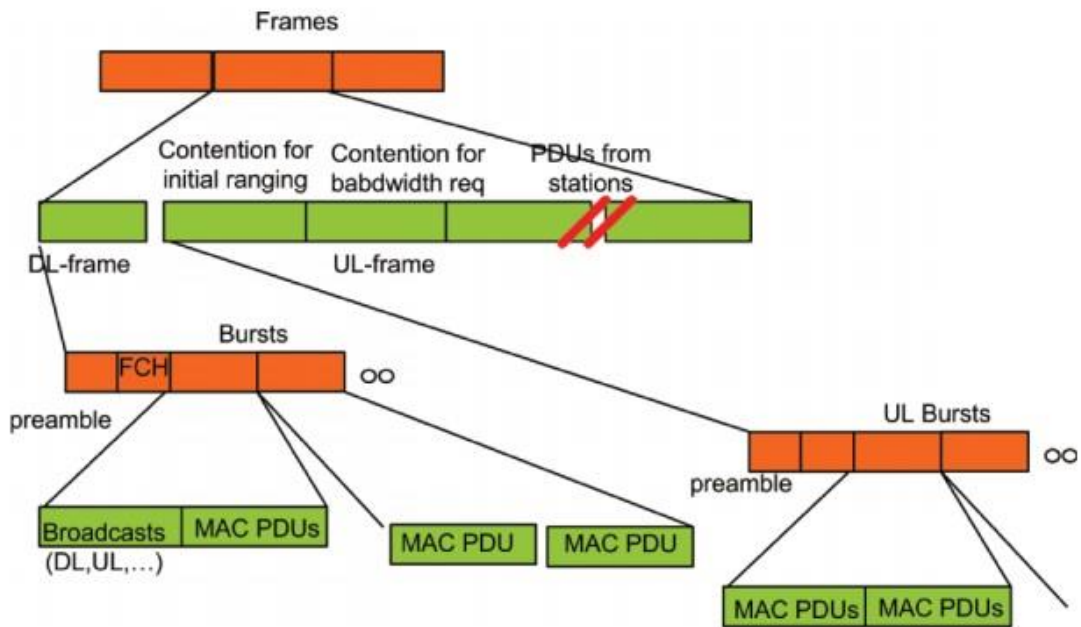 Frames
Contention for
initial ranging
Contention for
babdwidth req
PDUs from
stations
DL-frame
UL-frame
Bursts
FCH
∞
preamble
UL Bursts
∞
preamble
Broadcasts
MAC PDUs
(DL,UL,…)
MAC PDU
MAC PDU
MAC PDUs
MAC PDUs